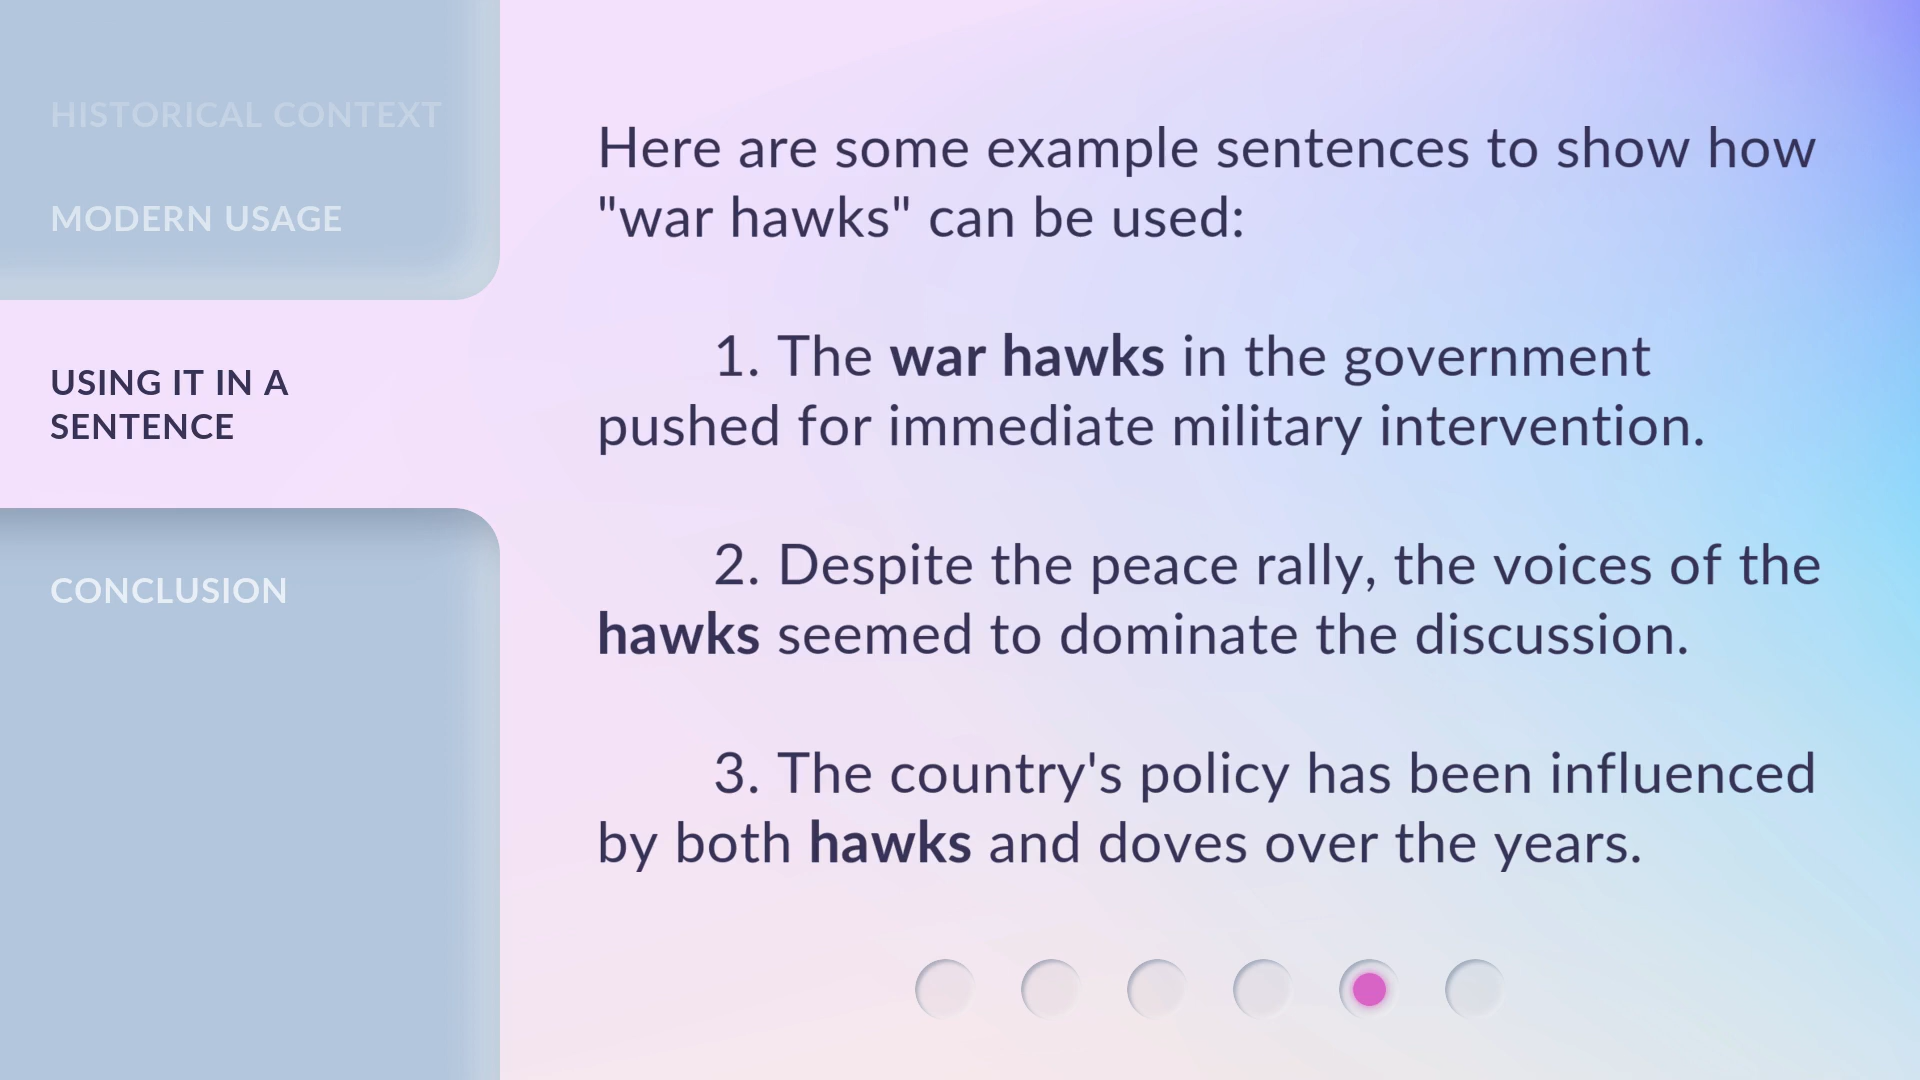 HISTORICAL CONTEXT
MODERN USAGE
USING IT IN A
SENTENCE
CONCLUSION
Here are some example sentences to show how
"war hawks" can be used:
1. The war hawks in the government
pushed for immediate military intervention.
2. Despite the peace rally, the voices of the
hawks seemed to dominate the discussion.
3. The country's policy has been influenced
by both hawks and doves over the years.